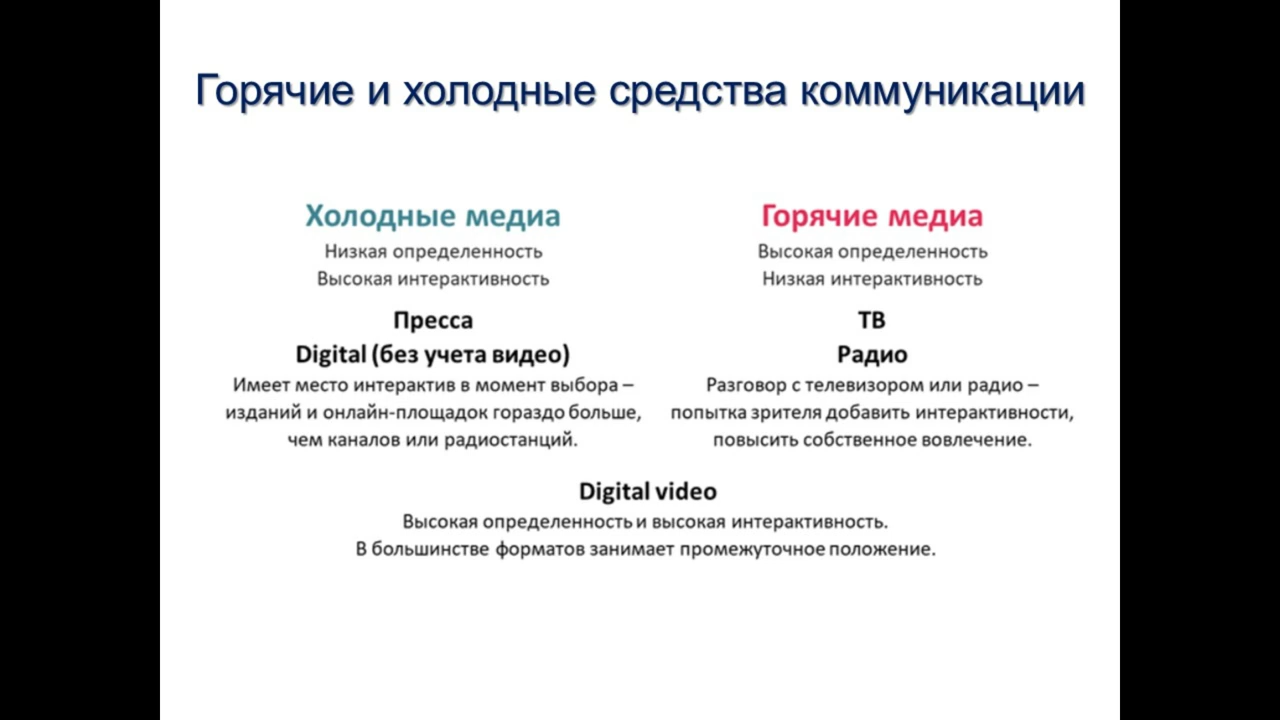 Горячие и холодные средства коммуникации
Холодные медиа
Низкая определенность
Высокая интерактивность
Пресса
Digital (без учета видео)
Имеет место интерактив в момент выбора –
изданий и онлайн-площадок гораздо больше,
чем каналов или радиостанций.
Горячие медиа
Высокая определенность
Низкая интерактивность
ТВ
Радио
Разговор с телевизором или радио –
попытка зрителя добавить интерактивности,
повысить собственное вовлечение.
Digital video
Высокая определенность и высокая интерактивность.
В большинстве форматов занимает промежуточное положение.